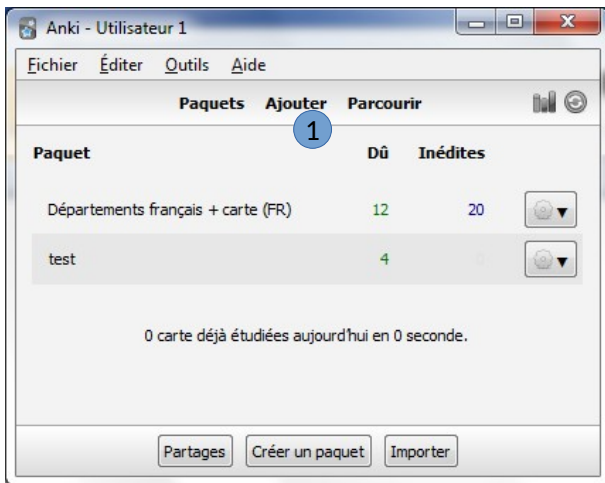 Anki - Utilisateur 1
Fichier Éditer Outils Aide
Paquets Ajouter Parcourir
1
Paquet Dû Inédites
Départements français + carte (FR) 12 20
test 4 0
0 carte déjà étudiées aujourd'hui en 0 seconde.
Partages Créer un paquet Importer